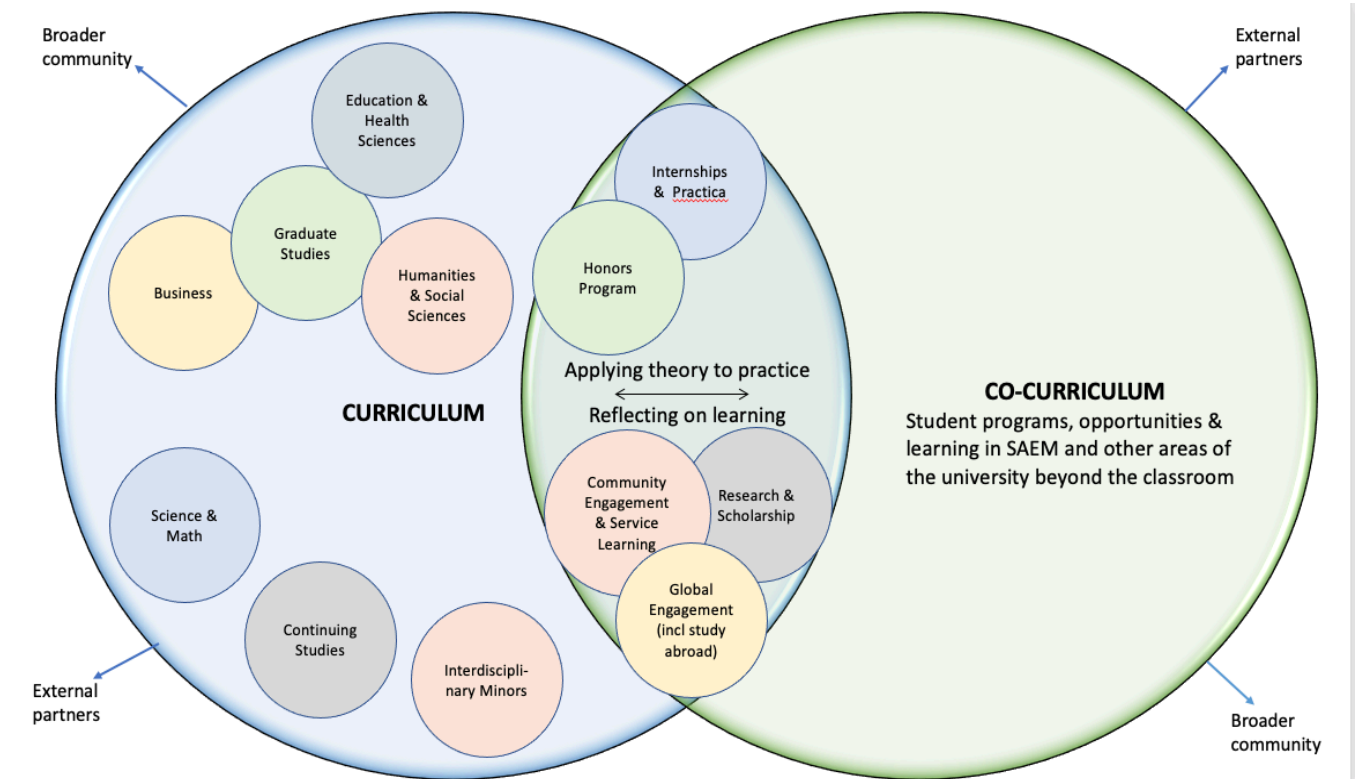 Broader
community
External
partners
Education &
Health
Sciences
Internships
& Practica
Graduate
Studies
Honors
Program
Business
Humanities
& Social
Sciences
Applying theory to practice
Reflecting on learning
CURRICULUM
CO-CURRICULUM
Student programs, opportunities &
learning in SAEM and other areas of
the university beyond the classroom
Science &
Math
Community
Engagement
& Service
Learning
Research &
Scholarship
Global
Engagement
(incl study
abroad)
Continuing
Studies
Interdiscipli-
nary Minors
External
partners
Broader
community